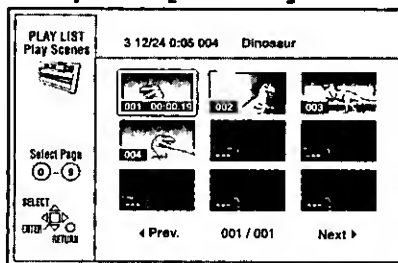 PLAY LIST
Play Scenes
3 12/24 0:05 004 Dinosaur
001 00:00.19
002
003
004
---
---
---
---
---
Select Page
0 - 9
SELECT
ENTER
RETURN
Prev.
001 / 001
Next